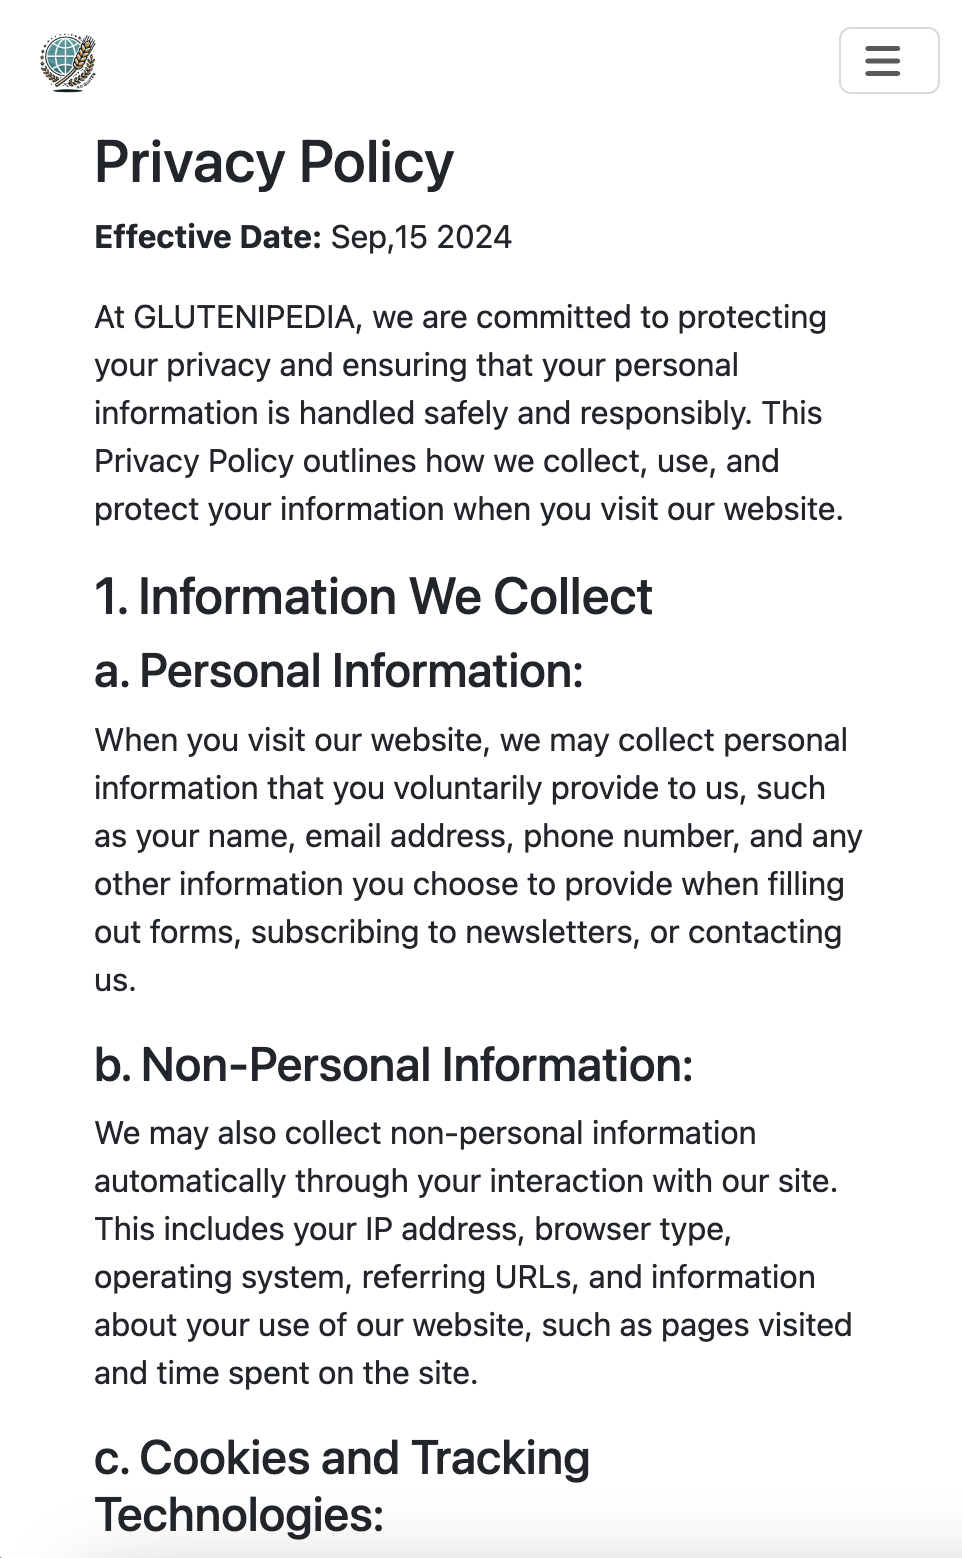 Privacy Policy
Effective Date: Sep,15 2024
At GLUTENIPEDIA, we are committed to protecting
your privacy and ensuring that your personal
information is handled safely and responsibly. This
Privacy Policy outlines how we collect, use, and
protect your information when you visit our website.
1. Information We Collect
a. Personal Information:
When you visit our website, we may collect personal
information that you voluntarily provide to us, such
as your name, email address, phone number, and any
other information you choose to provide when filling
out forms, subscribing to newsletters, or contacting
us.
b. Non-Personal Information:
We may also collect non-personal information
automatically through your interaction with our site.
This includes your IP address, browser type,
operating system, referring URLs, and information
about your use of our website, such as pages visited
and time spent on the site.
c. Cookies and Tracking
Technologies: